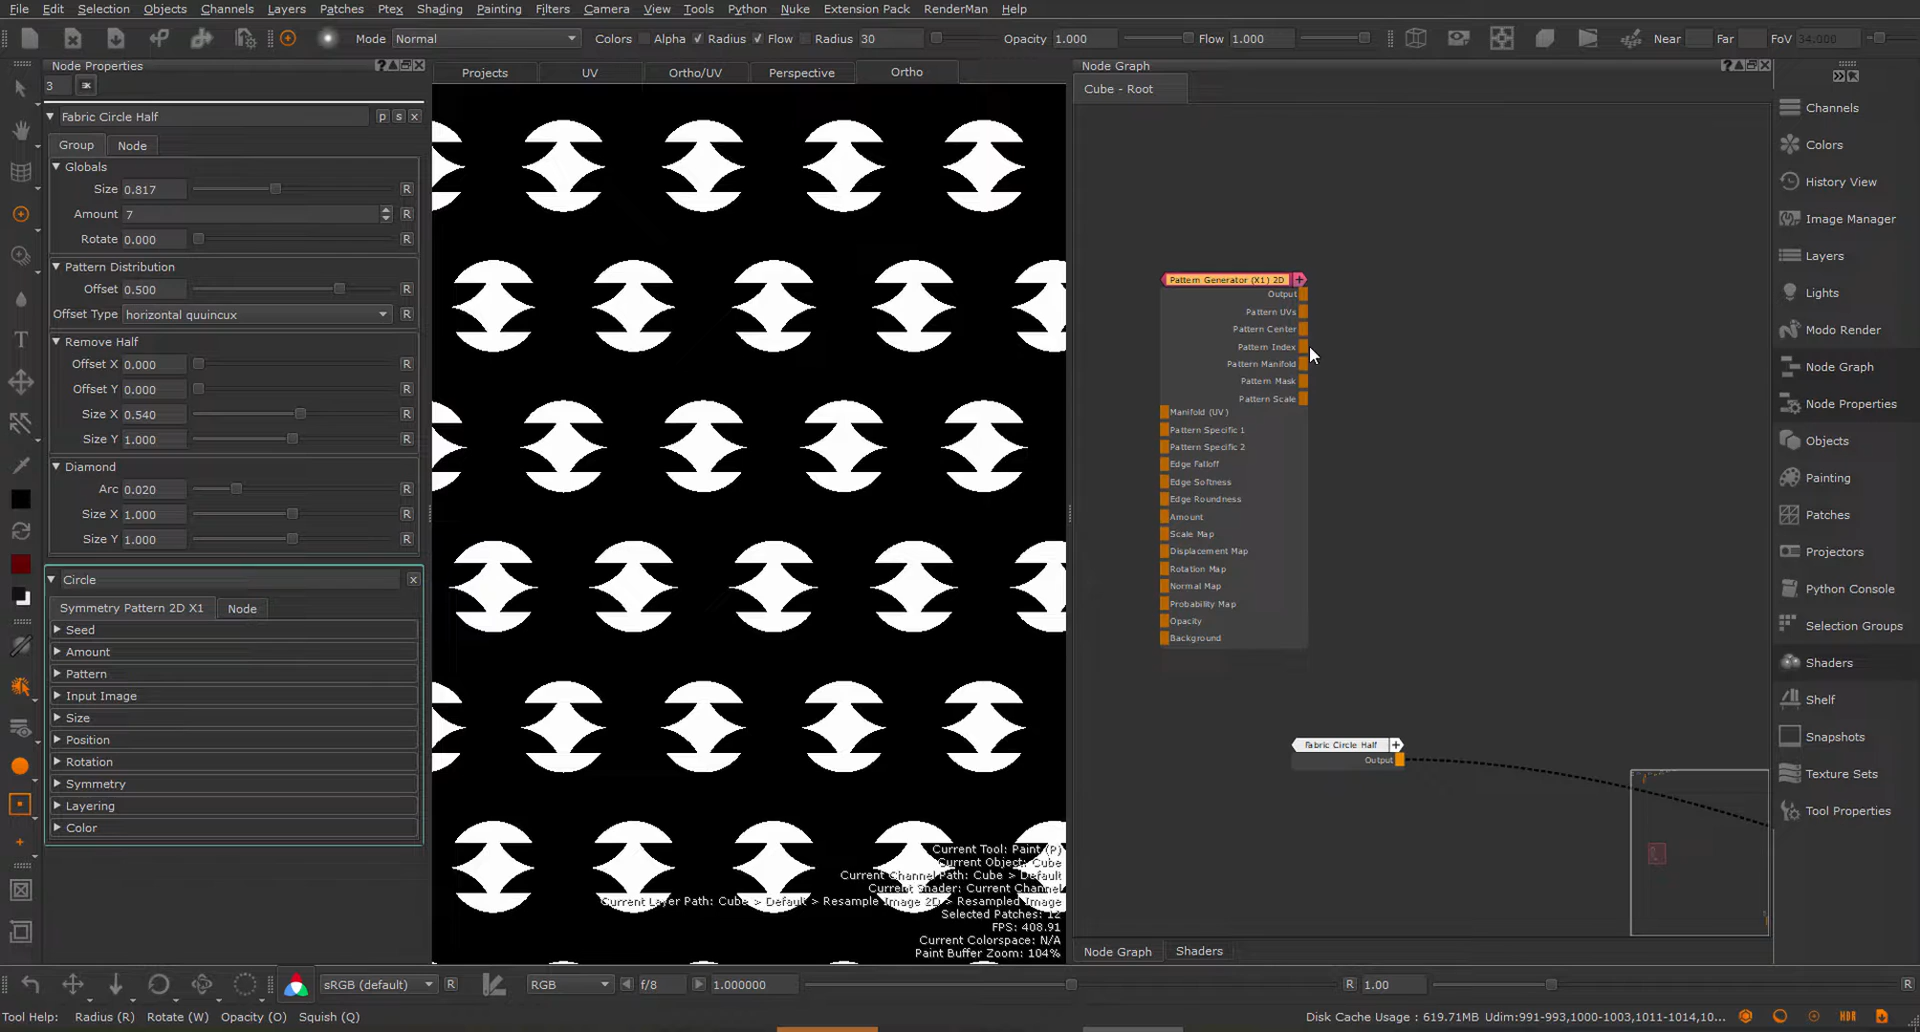 File Edit Selection Objects Channels Layers Patches Ptex Shading Painting Filters Camera View Tools Python Nuke Extension Pack RenderMan Help
Mode Normal Colors Alpha Radius Flow Radius 30 Opacity 1.000 Flow 1.000 Near Far FoV 34.000
Node Properties
3
Fabric Circle Half p s x
Group Node
Globals
Size 0.817 R
Amount 7 R
Rotate 0.000 R
Pattern Distribution
Offset 0.500 R
Offset Type horizontal quuincux R
Remove Half
Offset X 0.000 R
Offset Y 0.000 R
Size X 0.540 R
Size Y 1.000 R
Diamond
Arc 0.020 R
Size X 1.000 R
Size Y 1.000 R
Circle x
Symmetry Pattern 2D X1 Node
Seed
Amount
Pattern
Input Image
Size
Position
Rotation
Symmetry
Layering
Color
Projects UV Ortho/UV Perspective Ortho
Current Tool: Paint (P)
Current Object: Cube
Current Channel Path: Cube > Default
Current Shader: Current Channel
Current Layer Path: Cube > Default > Resample Image 2D > Resampled Image
Selected Patches: 12
FPS: 408.91
Current Colorspace: N/A
Paint Buffer Zoom: 104%
Node Graph
Cube - Root
Pattern Generator (X1) 2D +
Output
Pattern UVs
Pattern Center
Pattern Index
Pattern Manifold
Pattern Mask
Pattern Scale
Manifold (UV)
Pattern Specific 1
Pattern Specific 2
Edge Falloff
Edge Softness
Edge Roundness
Amount
Scale Map
Displacement Map
Rotation Map
Normal Map
Probability Map
Opacity
Background
Fabric Circle Half +
Output
Node Graph Shaders
Channels
Colors
History View
Image Manager
Layers
Lights
Modo Render
Node Graph
Node Properties
Objects
Painting
Patches
Projectors
Python Console
Selection Groups
Shaders
Shelf
Snapshots
Texture Sets
Tool Properties
sRGB (default) R RGB f/8 1.000000 R 1.00 R
Tool Help: Radius (R) Rotate (W) Opacity (O) Squish (Q) Disk Cache Usage : 619.71MB Udim:991-993,1000-1003,1011-1014,10... HDR